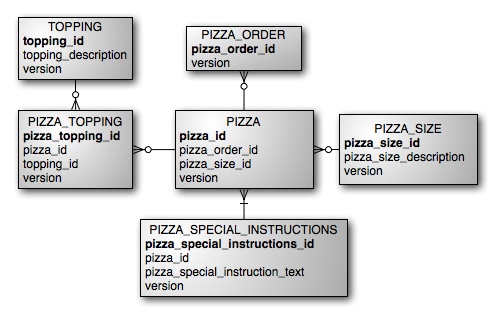 TOPPING
topping_id
topping_description
version
PIZZA_ORDER
pizza_order_id
version
PIZZA_TOPPING
pizza_topping_id
pizza_id
topping_id
version
PIZZA
pizza_id
pizza_order_id
pizza_size_id
version
PIZZA_SIZE
pizza_size_id
pizza_size_description
version
PIZZA_SPECIAL_INSTRUCTIONS
pizza_special_instructions_id
pizza_id
pizza_special_instruction_text
version